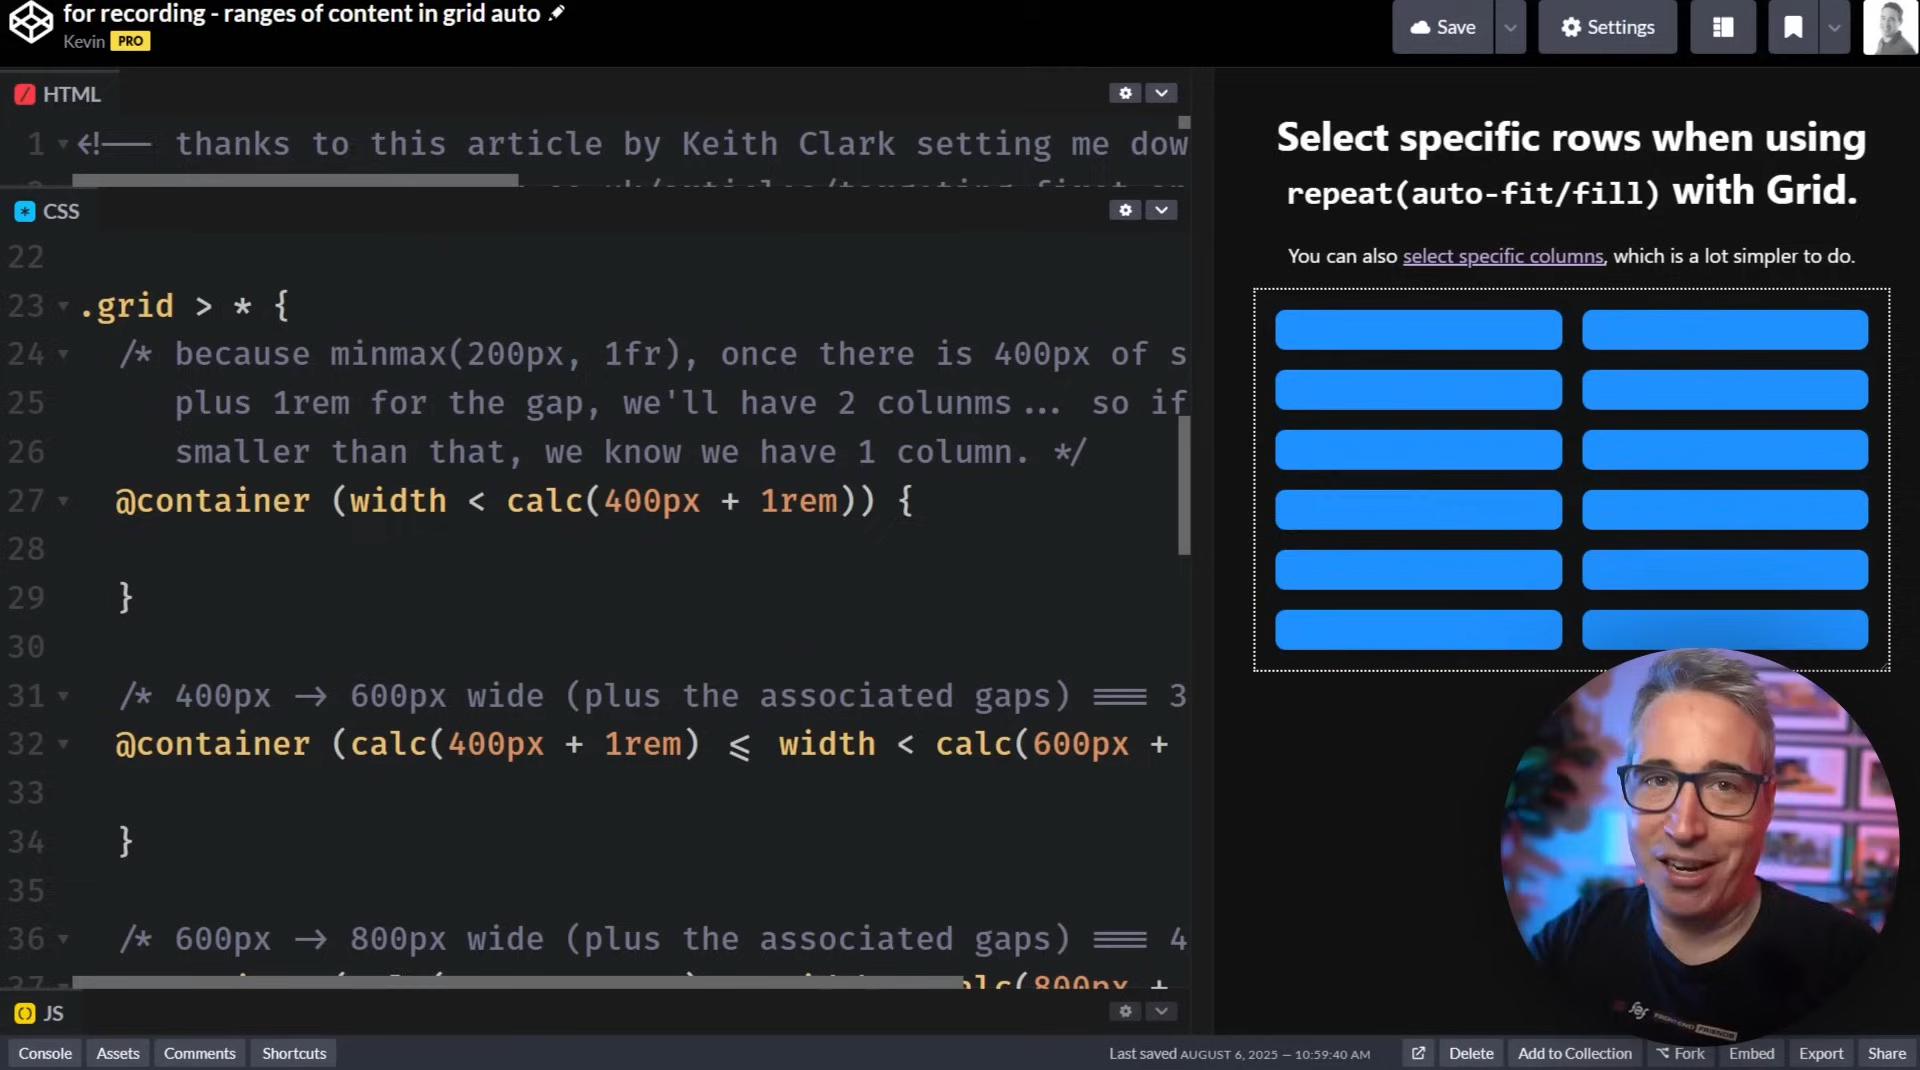 for recording - ranges of content in grid auto
Kevin PRO
Save
Settings
HTML
1 <!-- thanks to this article by Keith Clark setting me dow
CSS
22
23 .grid > * {
24 /* because minmax(200px, 1fr), once there is 400px of s
25 plus 1rem for the gap, we'll have 2 colunms... so if
26 smaller than that, we know we have 1 column. */
27 @container (width < calc(400px + 1rem)) {
28
29 }
30
31 /* 400px -> 600px wide (plus the associated gaps) === 3
32 @container (calc(400px + 1rem) <= width < calc(600px +
33
34 }
35
36 /* 600px -> 800px wide (plus the associated gaps) === 4
37 alc(800px +
JS
Select specific rows when using
repeat(auto-fit/fill) with Grid.
You can also select specific columns, which is a lot simpler to do.
FRONTEND FRIENDS
Console Assets Comments Shortcuts
Last saved AUGUST 6, 2025 — 10:59:40 AM
Delete Add to Collection Fork Embed Export Share